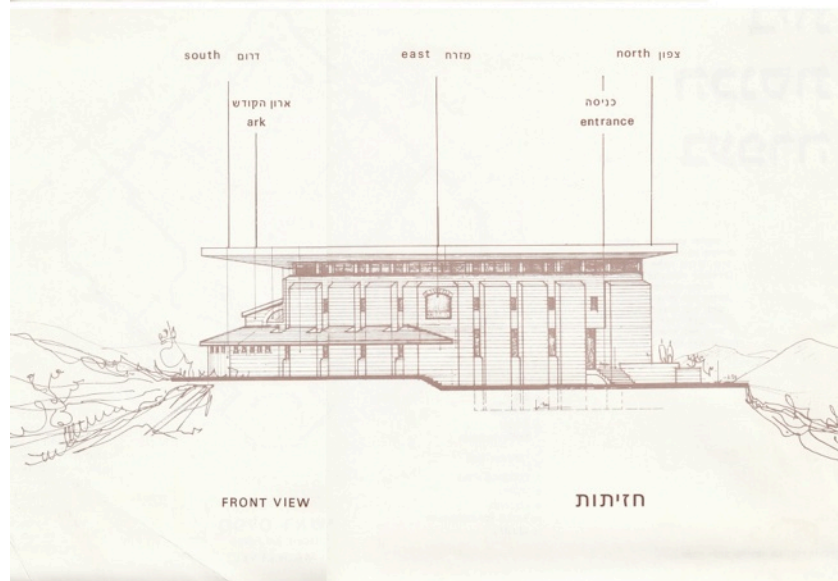 south דרום
east מזרח
north צפון
ארון הקודש
ark
כניסה
entrance
FRONT VIEW
חזיתות